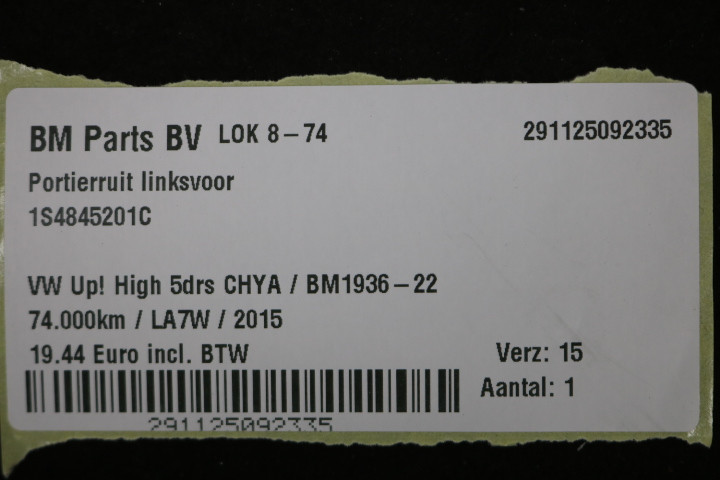 BM Parts BV LOK 8-74 291125092335
Portierruit linksvoor
1S4845201C
VW Up! High 5drs CHYA / BM1936-22
74.000km / LA7W / 2015
19.44 Euro incl. BTW Verz: 15
Aantal: 1
291125092335